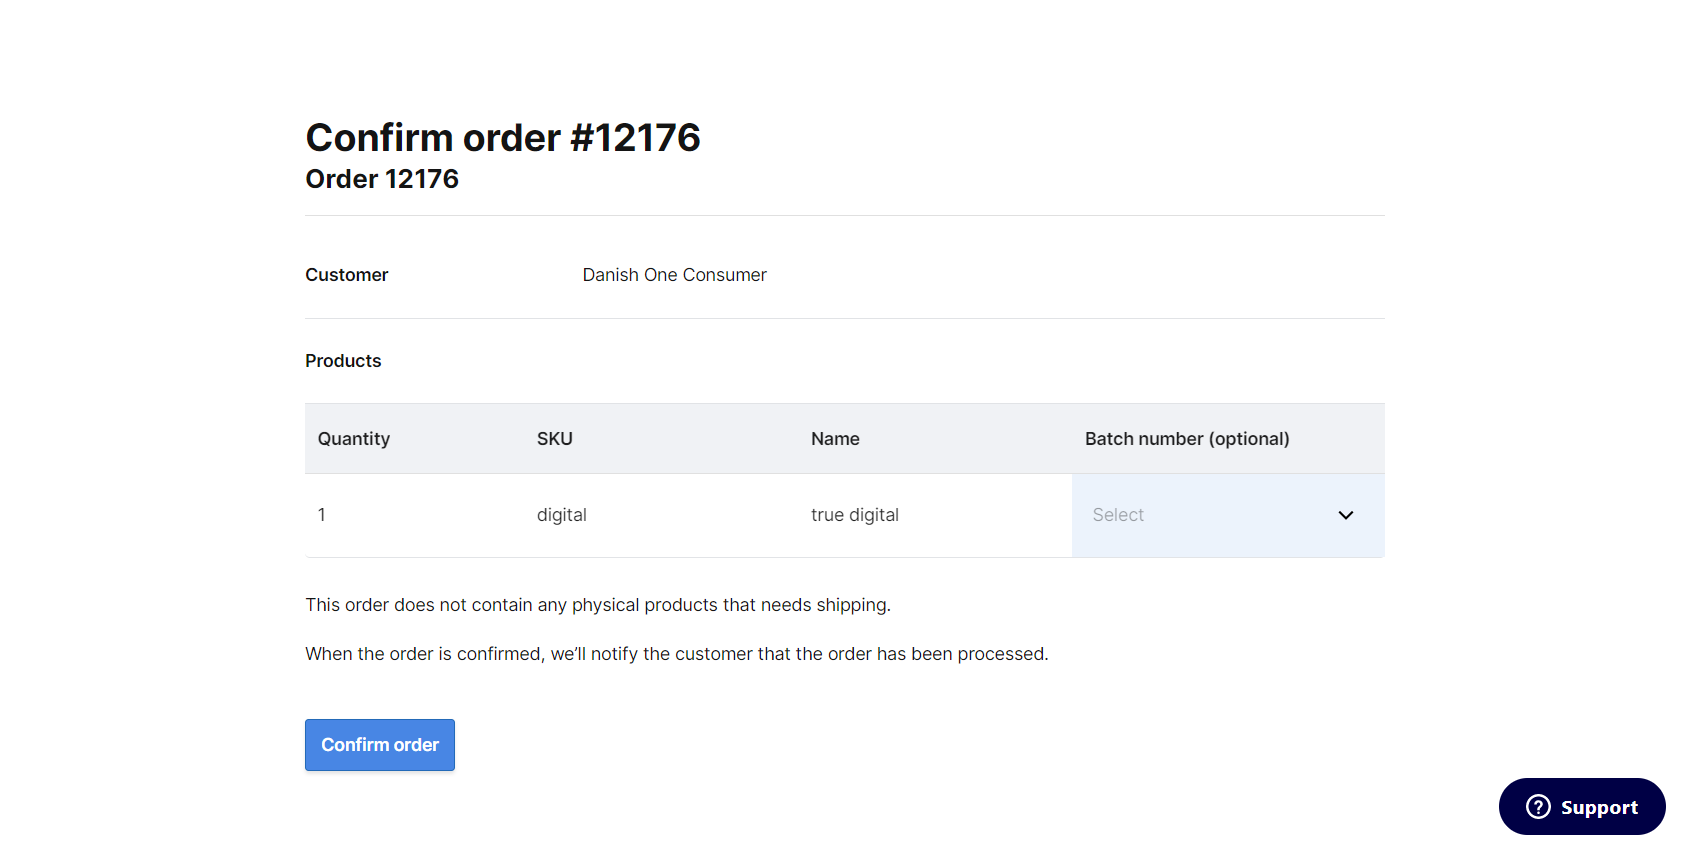 Confirm order #12176
Order 12176
Customer Danish One Consumer
Products
Quantity SKU Name Batch number (optional)
1 digital true digital Select
This order does not contain any physical products that needs shipping.
When the order is confirmed, we’ll notify the customer that the order has been processed.
Confirm order
Support